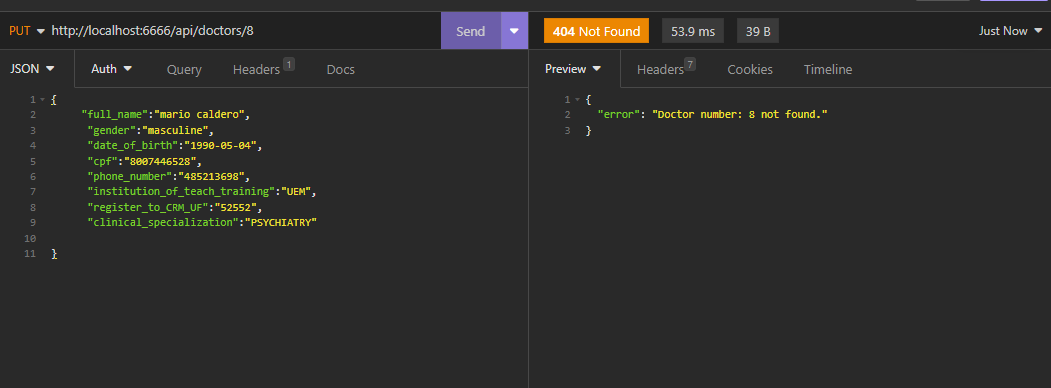 PUT http://localhost:6666/api/doctors/8 Send 404 Not Found 53.9 ms 39 B Just Now
JSON Auth Query Headers 1 Docs
Preview Headers 7 Cookies Timeline
1 {
2 "full_name":"mario caldero",
3 "gender":"masculine",
4 "date_of_birth":"1990-05-04",
5 "cpf":"8007446528",
6 "phone_number":"485213698",
7 "institution_of_teach_training":"UEM",
8 "register_to_CRM_UF":"52552",
9 "clinical_specialization":"PSYCHIATRY"
10
11 }
1 {
2 "error": "Doctor number: 8 not found."
3 }